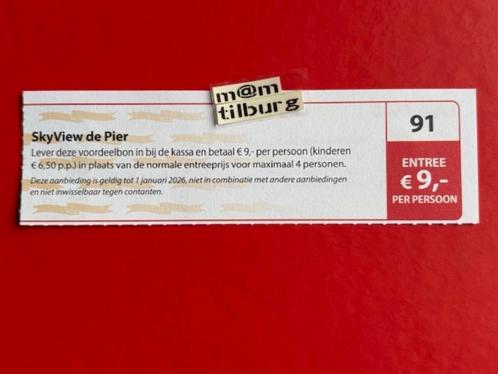 m@m
tilburg
SkyView de Pier
Lever deze voordeelbon in bij de kassa en betaal € 9,- per persoon (kinderen
€ 6,50 p.p.) in plaats van de normale entreeprijs voor maximaal 4 personen.
Deze aanbieding is geldig tot 1 januari 2026, niet in combinatie met andere aanbiedingen
en niet inwisselbaar tegen contanten.
91
ENTREE
€ 9,-
PER PERSOON